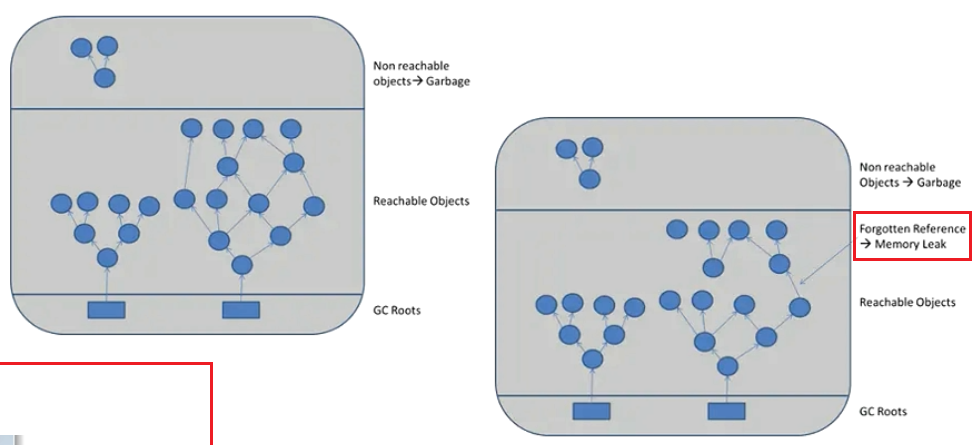 Non reachable
objects→ Garbage
Reachable Objects
GC Roots
Non reachable
Objects → Garbage
Forgotten Reference
→ Memory Leak
Reachable Objects
GC Roots